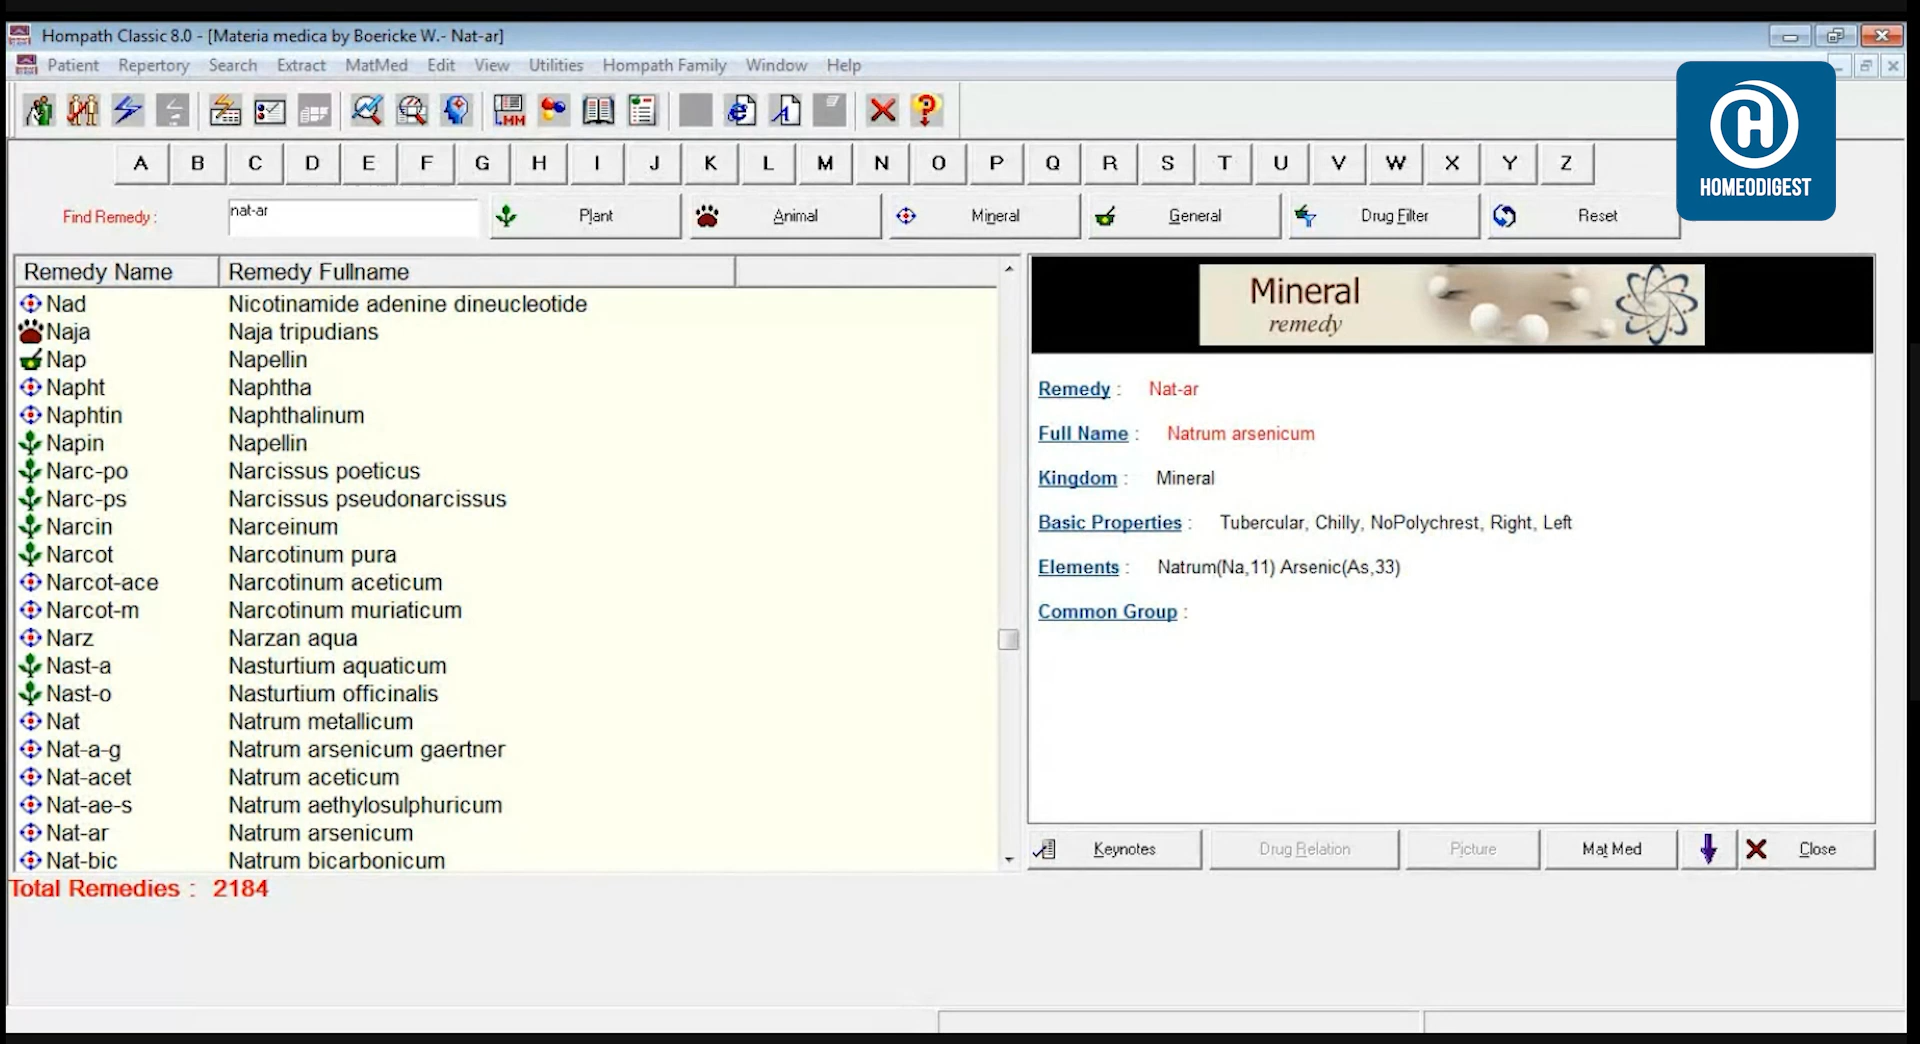 Hompath Classic 8.0 - [Materia medica by Boericke W.- Nat-ar]
Patient Repertory Search Extract MatMed Edit View Utilities Hompath Family Window Help
MM
H
HOMEODIGEST
A B C D E F G H I J K L M N O P Q R S T U V W X Y Z
Find Remedy : nat-ar Plant Animal Mineral General Drug Filter Reset
Remedy Name Remedy Fullname
Nad Nicotinamide adenine dineucleotide
Naja Naja tripudians
Nap Napellin
Napht Naphtha
Naphtin Naphthalinum
Napin Napellin
Narc-po Narcissus poeticus
Narc-ps Narcissus pseudonarcissus
Narcin Narceinum
Narcot Narcotinum pura
Narcot-ace Narcotinum aceticum
Narcot-m Narcotinum muriaticum
Narz Narzan aqua
Nast-a Nasturtium aquaticum
Nast-o Nasturtium officinalis
Nat Natrum metallicum
Nat-a-g Natrum arsenicum gaertner
Nat-acet Natrum aceticum
Nat-ae-s Natrum aethylosulphuricum
Nat-ar Natrum arsenicum
Nat-bic Natrum bicarbonicum
Total Remedies : 2184
Mineral
remedy
Remedy : Nat-ar
Full Name : Natrum arsenicum
Kingdom : Mineral
Basic Properties : Tubercular, Chilly, NoPolychrest, Right, Left
Elements : Natrum(Na,11) Arsenic(As,33)
Common Group :
Keynotes Drug Relation Picture Mat Med Close